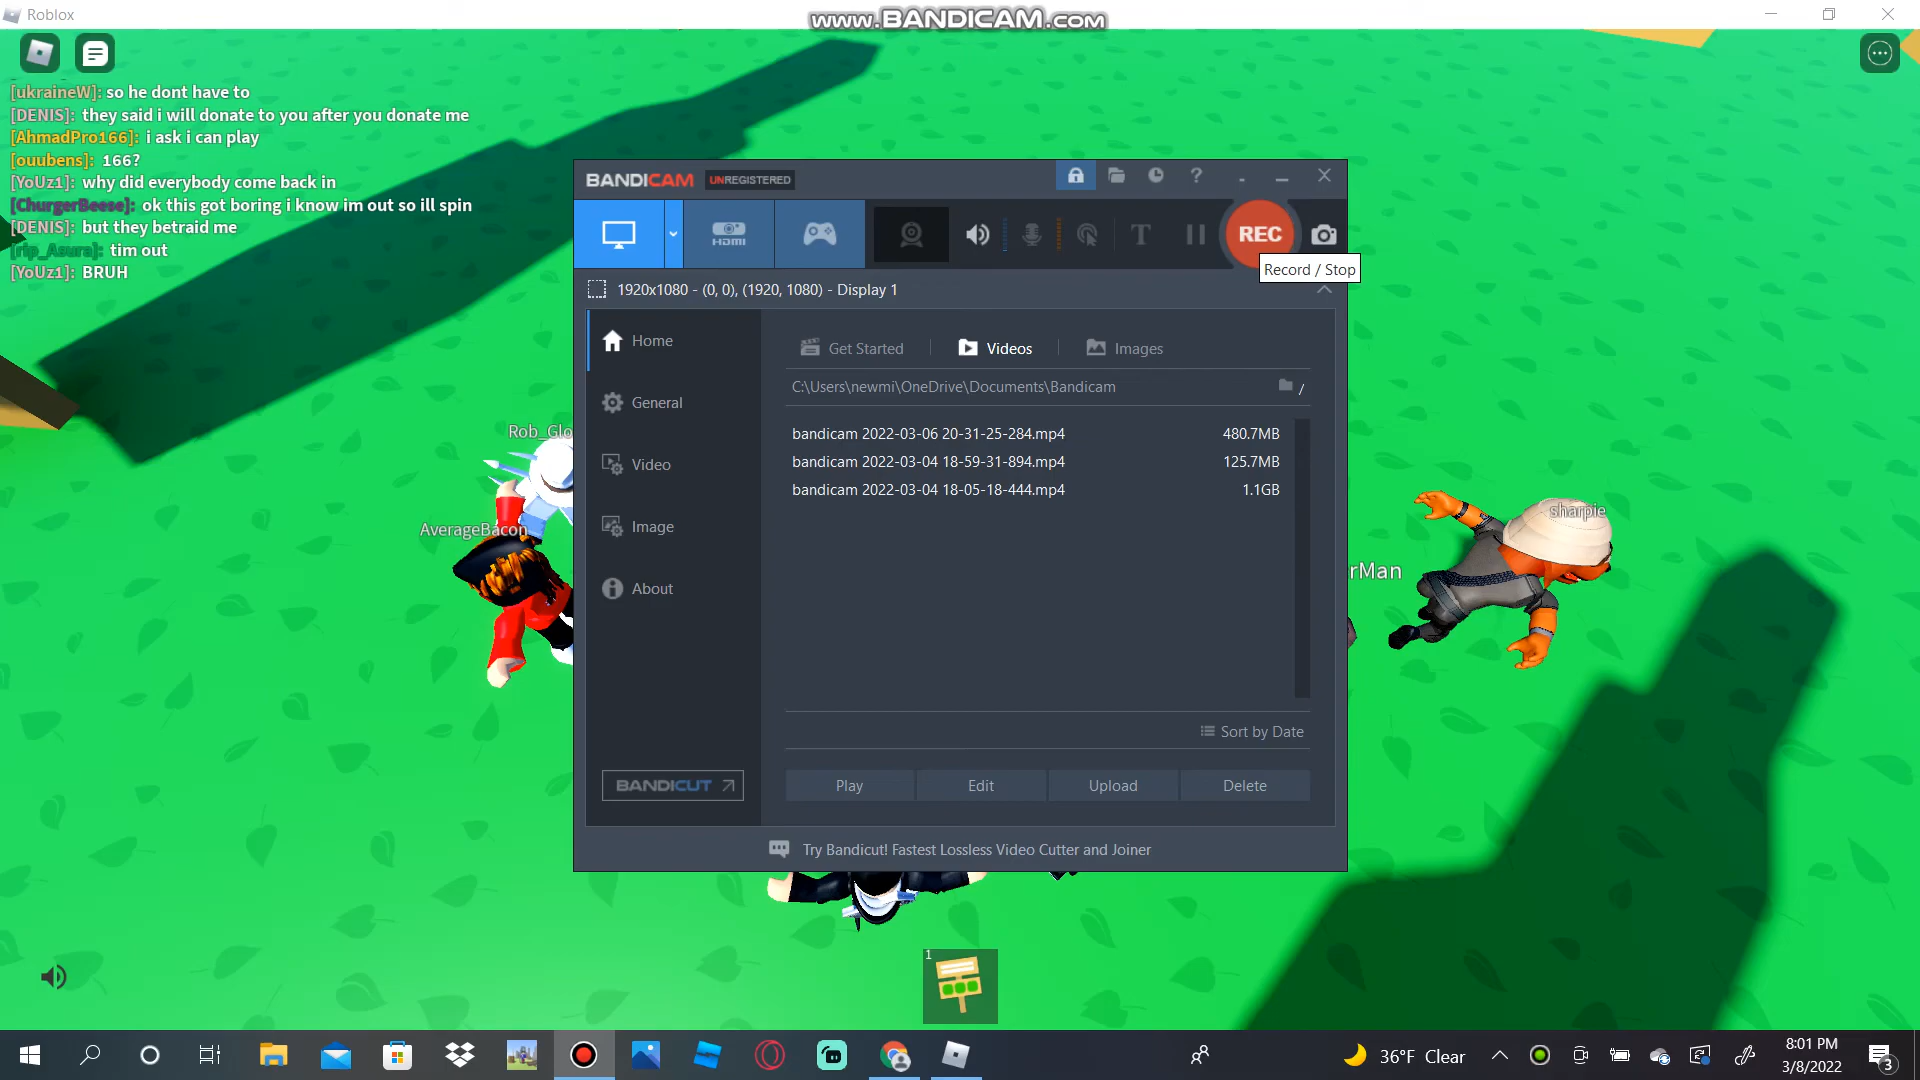 Roblox
www.BANDICAM.com
[ukraineW]: so he dont have to
[DENIS]: they said i will donate to you after you donate me
[AhmadPro166]: i ask i can play
[ouubens]: 166?
[YoUz1]: why did everybody come back in
[ChurgerBeese]: ok this got boring i know im out so ill spin
[DENIS]: but they betraid me
[rip_Asura]: tim out
[YoUz1]: BRUH
BANDICAM UNREGISTERED
HDMI
T
REC
Record / Stop
1920x1080 - (0, 0), (1920, 1080) - Display 1
Home
General
Video
Image
About
BANDICUT
Get Started
Videos
Images
C:\Users\newmi\OneDrive\Documents\Bandicam
bandicam 2022-03-06 20-31-25-284.mp4 480.7MB
bandicam 2022-03-04 18-59-31-894.mp4 125.7MB
bandicam 2022-03-04 18-05-18-444.mp4 1.1GB
Sort by Date
Play
Edit
Upload
Delete
Try Bandicut! Fastest Lossless Video Cutter and Joiner
Rob_Glo
AverageBacon
sharpie
rMan
1
36°F Clear
8:01 PM
3/8/2022
3